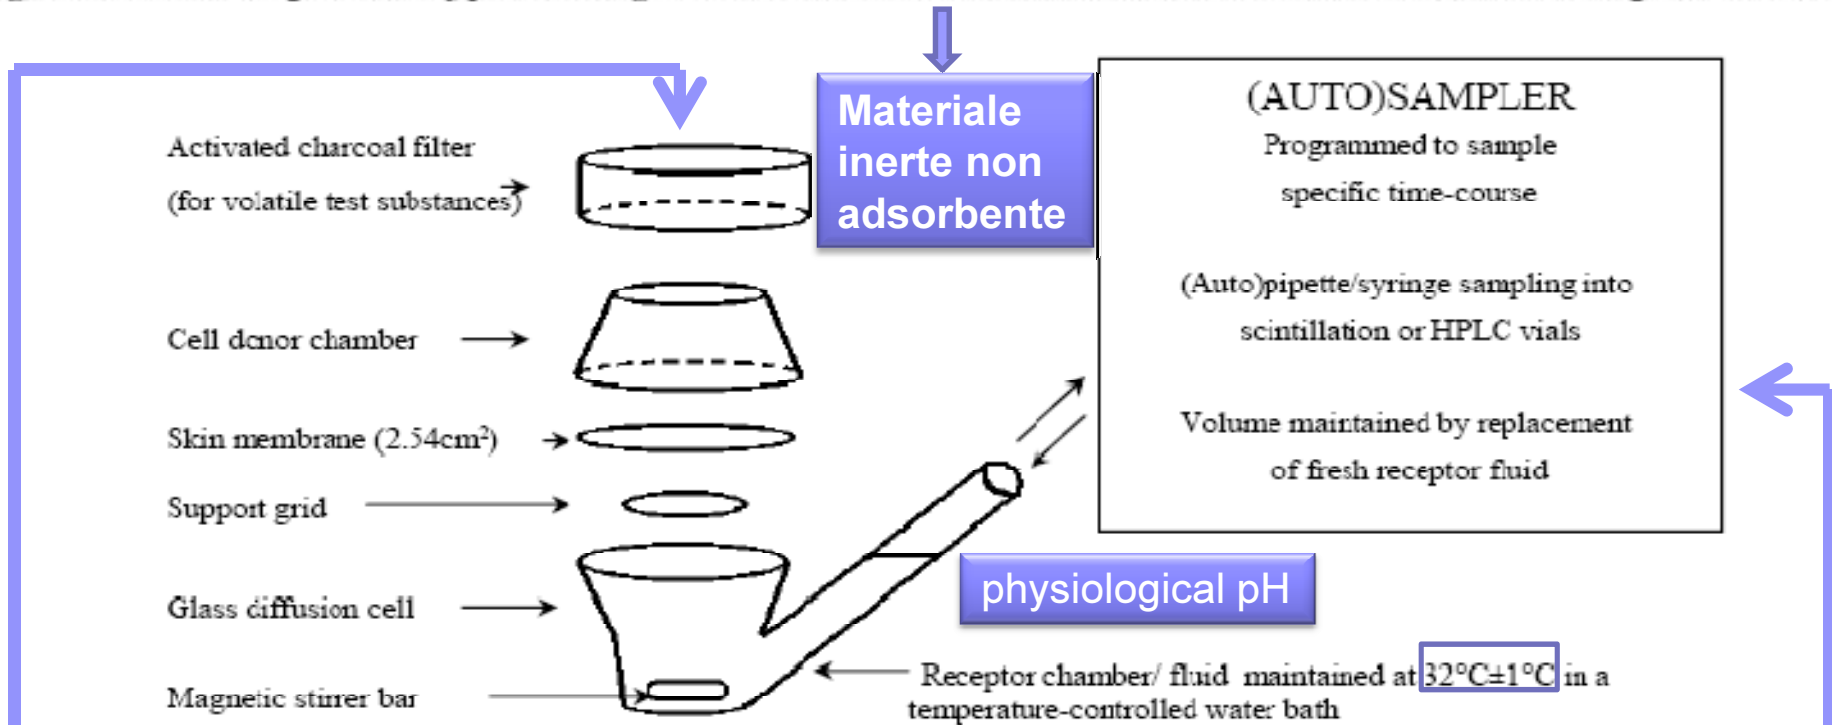 Materiale
inerte non
adsorbente
Activated charcoal filter
(for volatile test substances)
Cell donor chamber
Skin membrane (2.54cm²)
Support grid
Glass diffusion cell
Magnetic stirrer bar
(AUTO)SAMPLER
Programmed to sample
specific time-course
(Auto)pipette/syringe sampling into
scintillation or HPLC vials
Volume maintained by replacement
of fresh receptor fluid
physiological pH
Receptor chamber/ fluid maintained at 32°C±1°C in a
temperature-controlled water bath